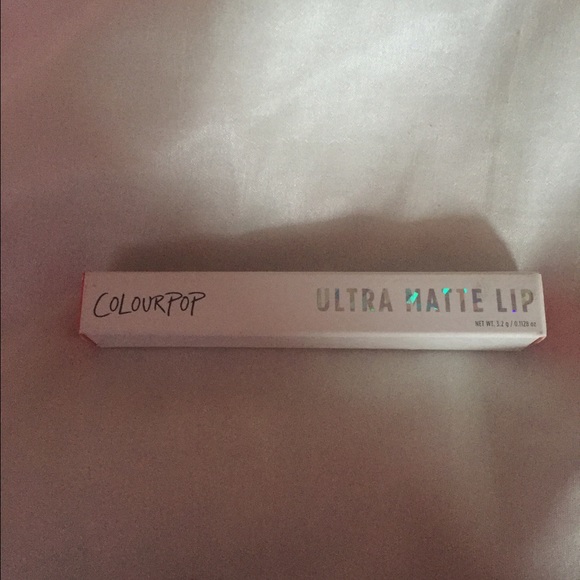 COLOURPOP
ULTRA MATTE LIP
NET WT. 3.2 g / 0.1129 oz